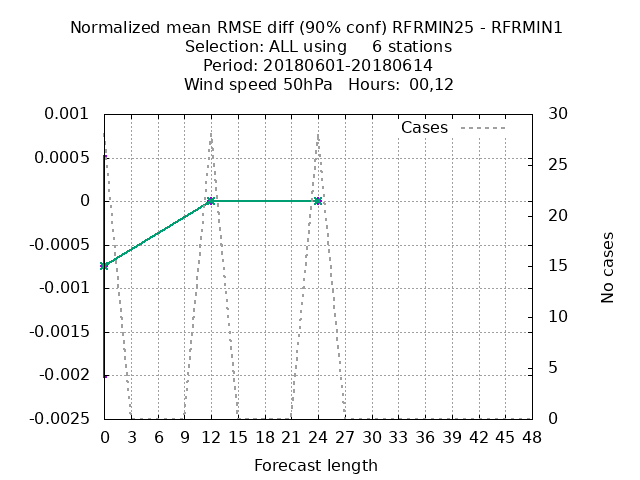 Normalized mean RMSE diff (90% conf) RFRMIN25 - RFRMIN1
Selection: ALL using 6 stations
Period: 20180601-20180614
Wind speed 50hPa Hours: 00,12
Cases
0.001
0.0005
0
-0.0005
-0.001
-0.0015
-0.002
-0.0025
30
25
20
15
10
5
0
No cases
0 3 6 9 12 15 18 21 24 27 30 33 36 39 42 45 48
Forecast length